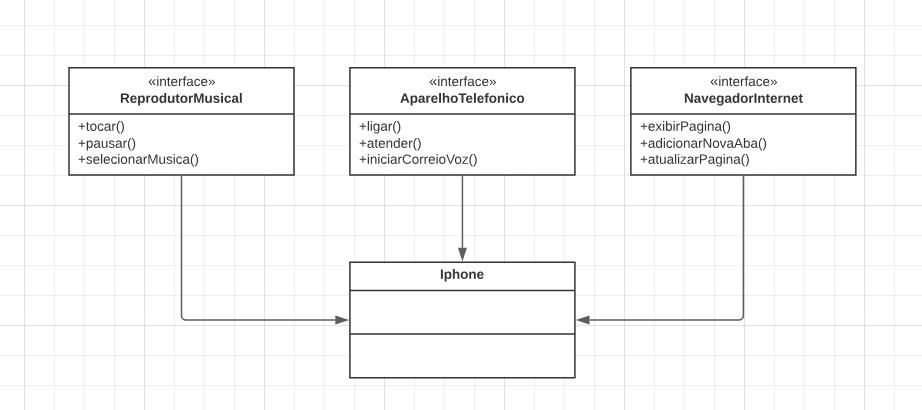 «interface»
ReprodutorMusical
+tocar()
+pausar()
+selecionarMusica()
«interface»
AparelhoTelefonico
+ligar()
+atender()
+iniciarCorreioVoz()
«interface»
NavegadorInternet
+exibirPagina()
+adicionarNovaAba()
+atualizarPagina()
Iphone